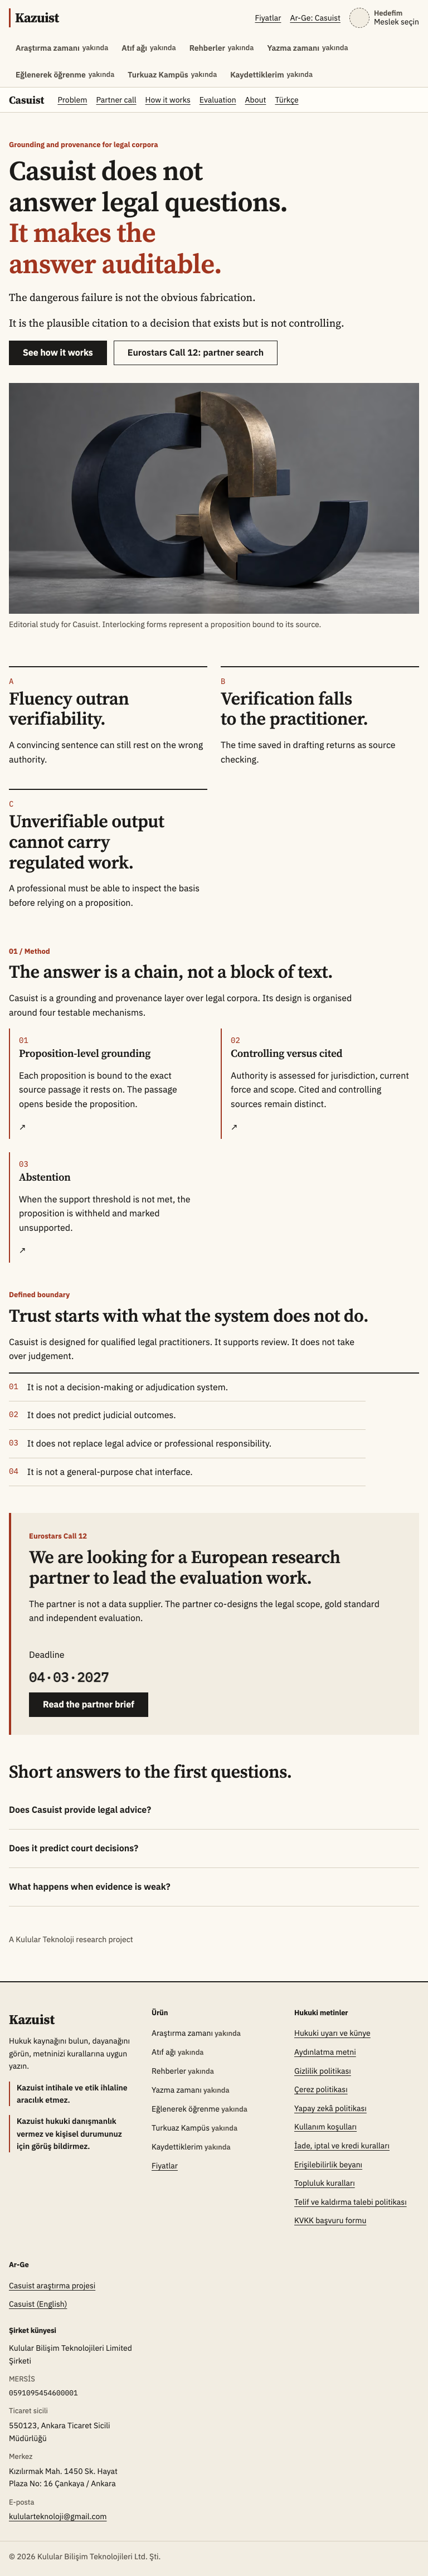 Kazuist
Fiyatlar Ar-Ge: Casuist
Hedefim
Meslek seçin
Araştırma zamanı yakında Atıf ağı yakında Rehberler yakında Yazma zamanı yakında
Eğlenerek öğrenme yakında Turkuaz Kampüs yakında Kaydettiklerim yakında
Casuist Problem Partner call How it works Evaluation About Türkçe
Grounding and provenance for legal corpora
Casuist does not
answer legal questions.
It makes the
answer auditable.
The dangerous failure is not the obvious fabrication.
It is the plausible citation to a decision that exists but is not controlling.
See how it works Eurostars Call 12: partner search
Editorial study for Casuist. Interlocking forms represent a proposition bound to its source.
A
Fluency outran
verifiability.
A convincing sentence can still rest on the wrong
authority.
B
Verification falls
to the practitioner.
The time saved in drafting returns as source
checking.
C
Unverifiable output
cannot carry
regulated work.
A professional must be able to inspect the basis
before relying on a proposition.
01 / Method
The answer is a chain, not a block of text.
Casuist is a grounding and provenance layer over legal corpora. Its design is organised
around four testable mechanisms.
01
Proposition-level grounding
Each proposition is bound to the exact
source passage it rests on. The passage
opens beside the proposition.
↗
02
Controlling versus cited
Authority is assessed for jurisdiction, current
force and scope. Cited and controlling
sources remain distinct.
↗
03
Abstention
When the support threshold is not met, the
proposition is withheld and marked
unsupported.
↗
Defined boundary
Trust starts with what the system does not do.
Casuist is designed for qualified legal practitioners. It supports review. It does not take
over judgement.
01 It is not a decision-making or adjudication system.
02 It does not predict judicial outcomes.
03 It does not replace legal advice or professional responsibility.
04 It is not a general-purpose chat interface.
Eurostars Call 12
We are looking for a European research
partner to lead the evaluation work.
The partner is not a data supplier. The partner co-designs the legal scope, gold standard
and independent evaluation.
Deadline
04·03·2027
Read the partner brief
Short answers to the first questions.
Does Casuist provide legal advice?
Does it predict court decisions?
What happens when evidence is weak?
A Kulular Teknoloji research project
Kazuist
Hukuk kaynağını bulun, dayanağını
görün, metninizi kurallarına uygun
yazın.
Kazuist intihale ve etik ihlaline
aracılık etmez.
Kazuist hukuki danışmanlık
vermez ve kişisel durumunuz
için görüş bildirmez.
Ürün
Araştırma zamanı yakında
Atıf ağı yakında
Rehberler yakında
Yazma zamanı yakında
Eğlenerek öğrenme yakında
Turkuaz Kampüs yakında
Kaydettiklerim yakında
Fiyatlar
Hukuki metinler
Hukuki uyarı ve künye
Aydınlatma metni
Gizlilik politikası
Çerez politikası
Yapay zekâ politikası
Kullanım koşulları
İade, iptal ve kredi kuralları
Erişilebilirlik beyanı
Topluluk kuralları
Telif ve kaldırma talebi politikası
KVKK başvuru formu
Ar-Ge
Casuist araştırma projesi
Casuist (English)
Şirket künyesi
Kulular Bilişim Teknolojileri Limited
Şirketi
MERSİS
0591095454600001
Ticaret sicili
550123, Ankara Ticaret Sicili
Müdürlüğü
Merkez
Kızılırmak Mah. 1450 Sk. Hayat
Plaza No: 16 Çankaya / Ankara
E-posta
kulularteknoloji@gmail.com
© 2026 Kulular Bilişim Teknolojileri Ltd. Şti.